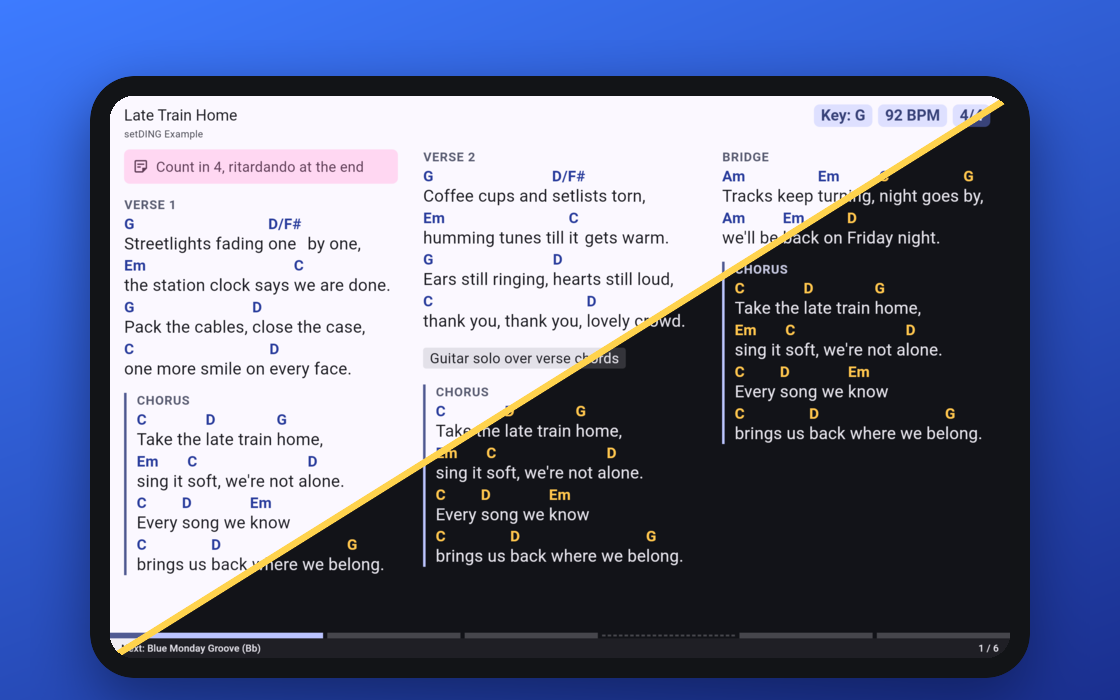 Late Train Home
setDING Example
Key: G 92 BPM 4/4
Count in 4, ritardando at the end
VERSE 1
G D/F#
Streetlights fading one by one,
Em C
the station clock says we are done.
G D
Pack the cables, close the case,
C D
one more smile on every face.
CHORUS
C D G
Take the late train home,
Em C D
sing it soft, we're not alone.
C D Em
Every song we know
C D G
brings us back where we belong.
VERSE 2
G D/F#
Coffee cups and setlists torn,
Em C
humming tunes till it gets warm.
G D
Ears still ringing, hearts still loud,
C D
thank you, thank you, lovely crowd.
Guitar solo over verse chords
CHORUS
C D G
Take the late train home,
Em C D
sing it soft, we're not alone.
C D Em
Every song we know
C D G
brings us back where we belong.
BRIDGE
Am Em G
Tracks keep turning, night goes by,
Am Em D
we'll be back on Friday night.
CHORUS
C D G
Take the late train home,
Em C D
sing it soft, we're not alone.
C D Em
Every song we know
C D G
brings us back where we belong.
Next: Blue Monday Groove (Bb)
1 / 6